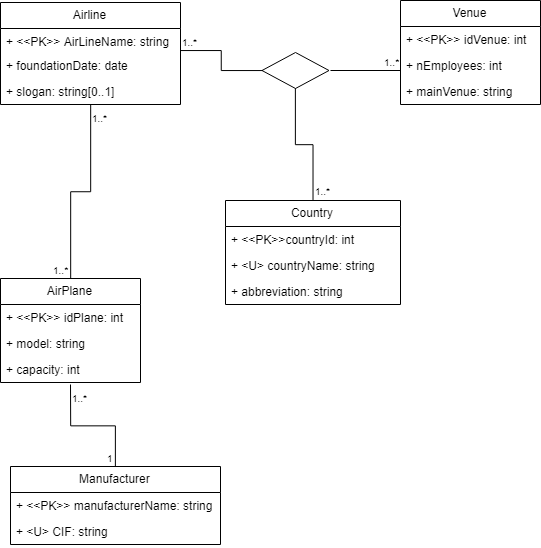 Airline
+ <<PK>> AirLineName: string
+ foundationDate: date
+ slogan: string[0..1]
1..*
1..*
Venue
+ <<PK>> idVenue: int
+ nEmployees: int
+ mainVenue: string
1..*
1..*
Country
+ <<PK>>countryId: int
+ <U> countryName: string
+ abbreviation: string
1..*
AirPlane
+ <<PK>> idPlane: int
+ model: string
+ capacity: int
1..*
1
Manufacturer
+ <<PK>> manufacturerName: string
+ <U> CIF: string